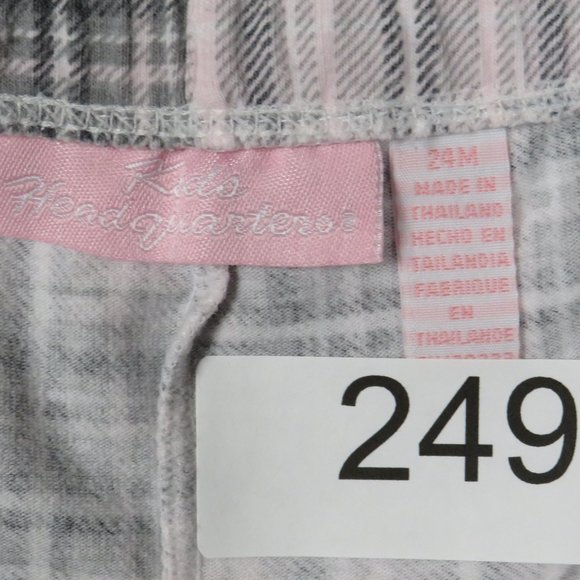 Kids
Headquarters®
24M
MADE IN
THAILAND
HECHO EN
TAILANDIA
FABRIQUE
EN
THAILANDE
249